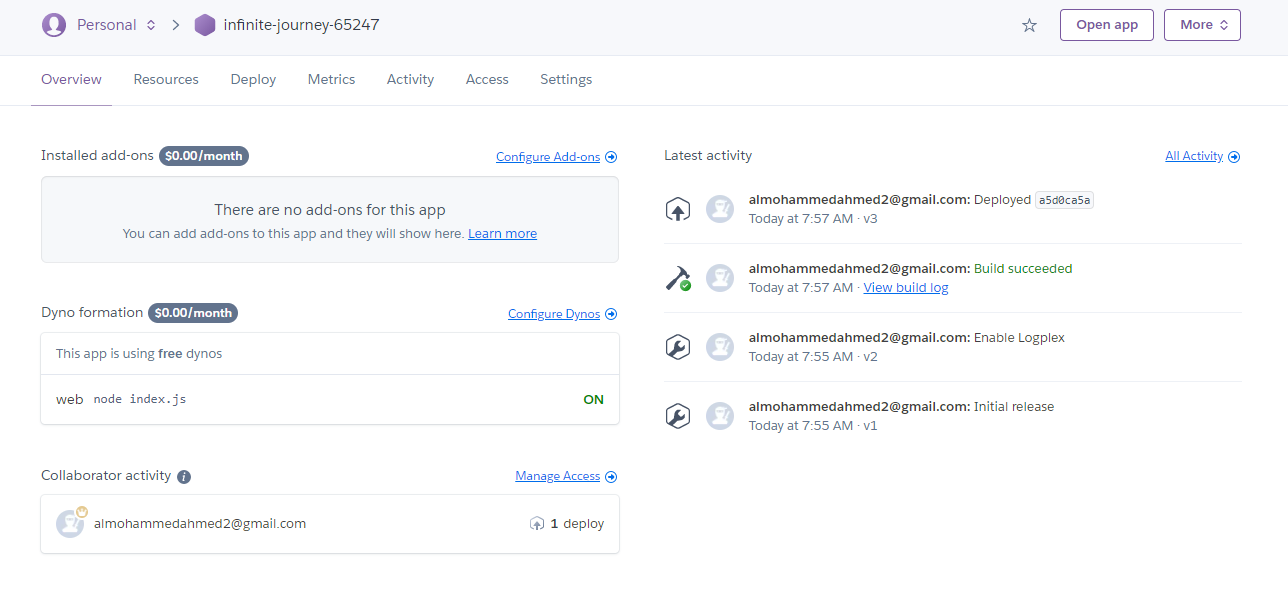 Personal infinite-journey-65247 Open app More
Overview Resources Deploy Metrics Activity Access Settings
Installed add-ons $0.00/month Configure Add-ons
There are no add-ons for this app
You can add add-ons to this app and they will show here. Learn more
Dyno formation $0.00/month Configure Dynos
This app is using free dynos
web node index.js ON
Collaborator activity i Manage Access
almohammedahmed2@gmail.com 1 deploy
Latest activity All Activity
almohammedahmed2@gmail.com: Deployed a5d0ca5a
Today at 7:57 AM · v3
almohammedahmed2@gmail.com: Build succeeded
Today at 7:57 AM · View build log
almohammedahmed2@gmail.com: Enable Logplex
Today at 7:55 AM · v2
almohammedahmed2@gmail.com: Initial release
Today at 7:55 AM · v1